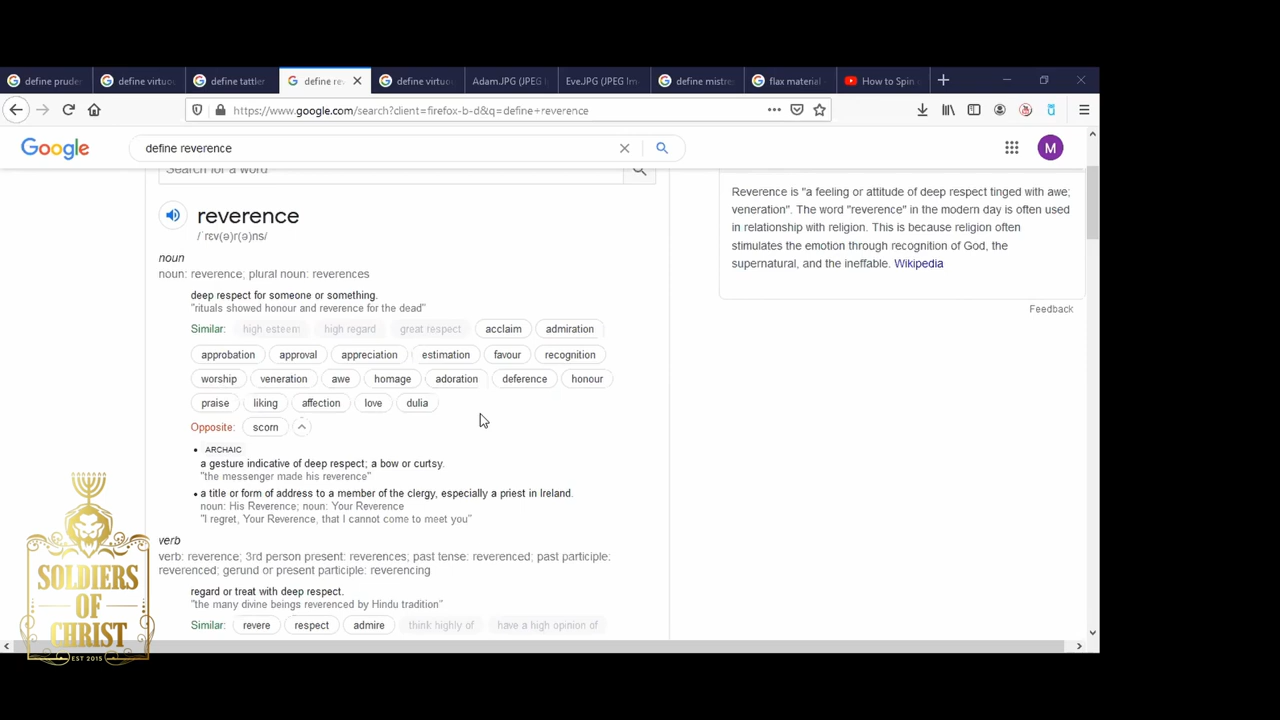 define prude
define virtuo
define tattler
define re
define virtuo
Adam.JPG (JPEG I
EVE.JPG (JPEG Im
define mistre
flax material
How to Spin
https://www.google.com/search?client=firefox-b-d&q=define+reverence
Google
define reverence
M
Search for a word
reverence
/ˈrɛv(ə)r(ə)ns/
noun
noun: reverence; plural noun: reverences
deep respect for someone or something.
"rituals showed honour and reverence for the dead"
Similar: high esteem high regard great respect acclaim admiration
approbation approval appreciation estimation favour recognition
worship veneration awe homage adoration deference honour
praise liking affection love dulia
Opposite: scorn
• ARCHAIC
a gesture indicative of deep respect; a bow or curtsy.
"the messenger made his reverence"
• a title or form of address to a member of the clergy, especially a priest in Ireland.
noun: His Reverence; noun: Your Reverence
"I regret, Your Reverence, that I cannot come to meet you"
verb
verb: reverence; 3rd person present: reverences; past tense: reverenced; past participle:
reverenced; gerund or present participle: reverencing
regard or treat with deep respect.
"the many divine beings reverenced by Hindu tradition"
Similar: revere respect admire think highly of have a high opinion of
Reverence is "a feeling or attitude of deep respect tinged with awe;
veneration". The word "reverence" in the modern day is often used
in relationship with religion. This is because religion often
stimulates the emotion through recognition of God, the
supernatural, and the ineffable. Wikipedia
Feedback
SOLDIERS
OF
CHRIST
EST 2015